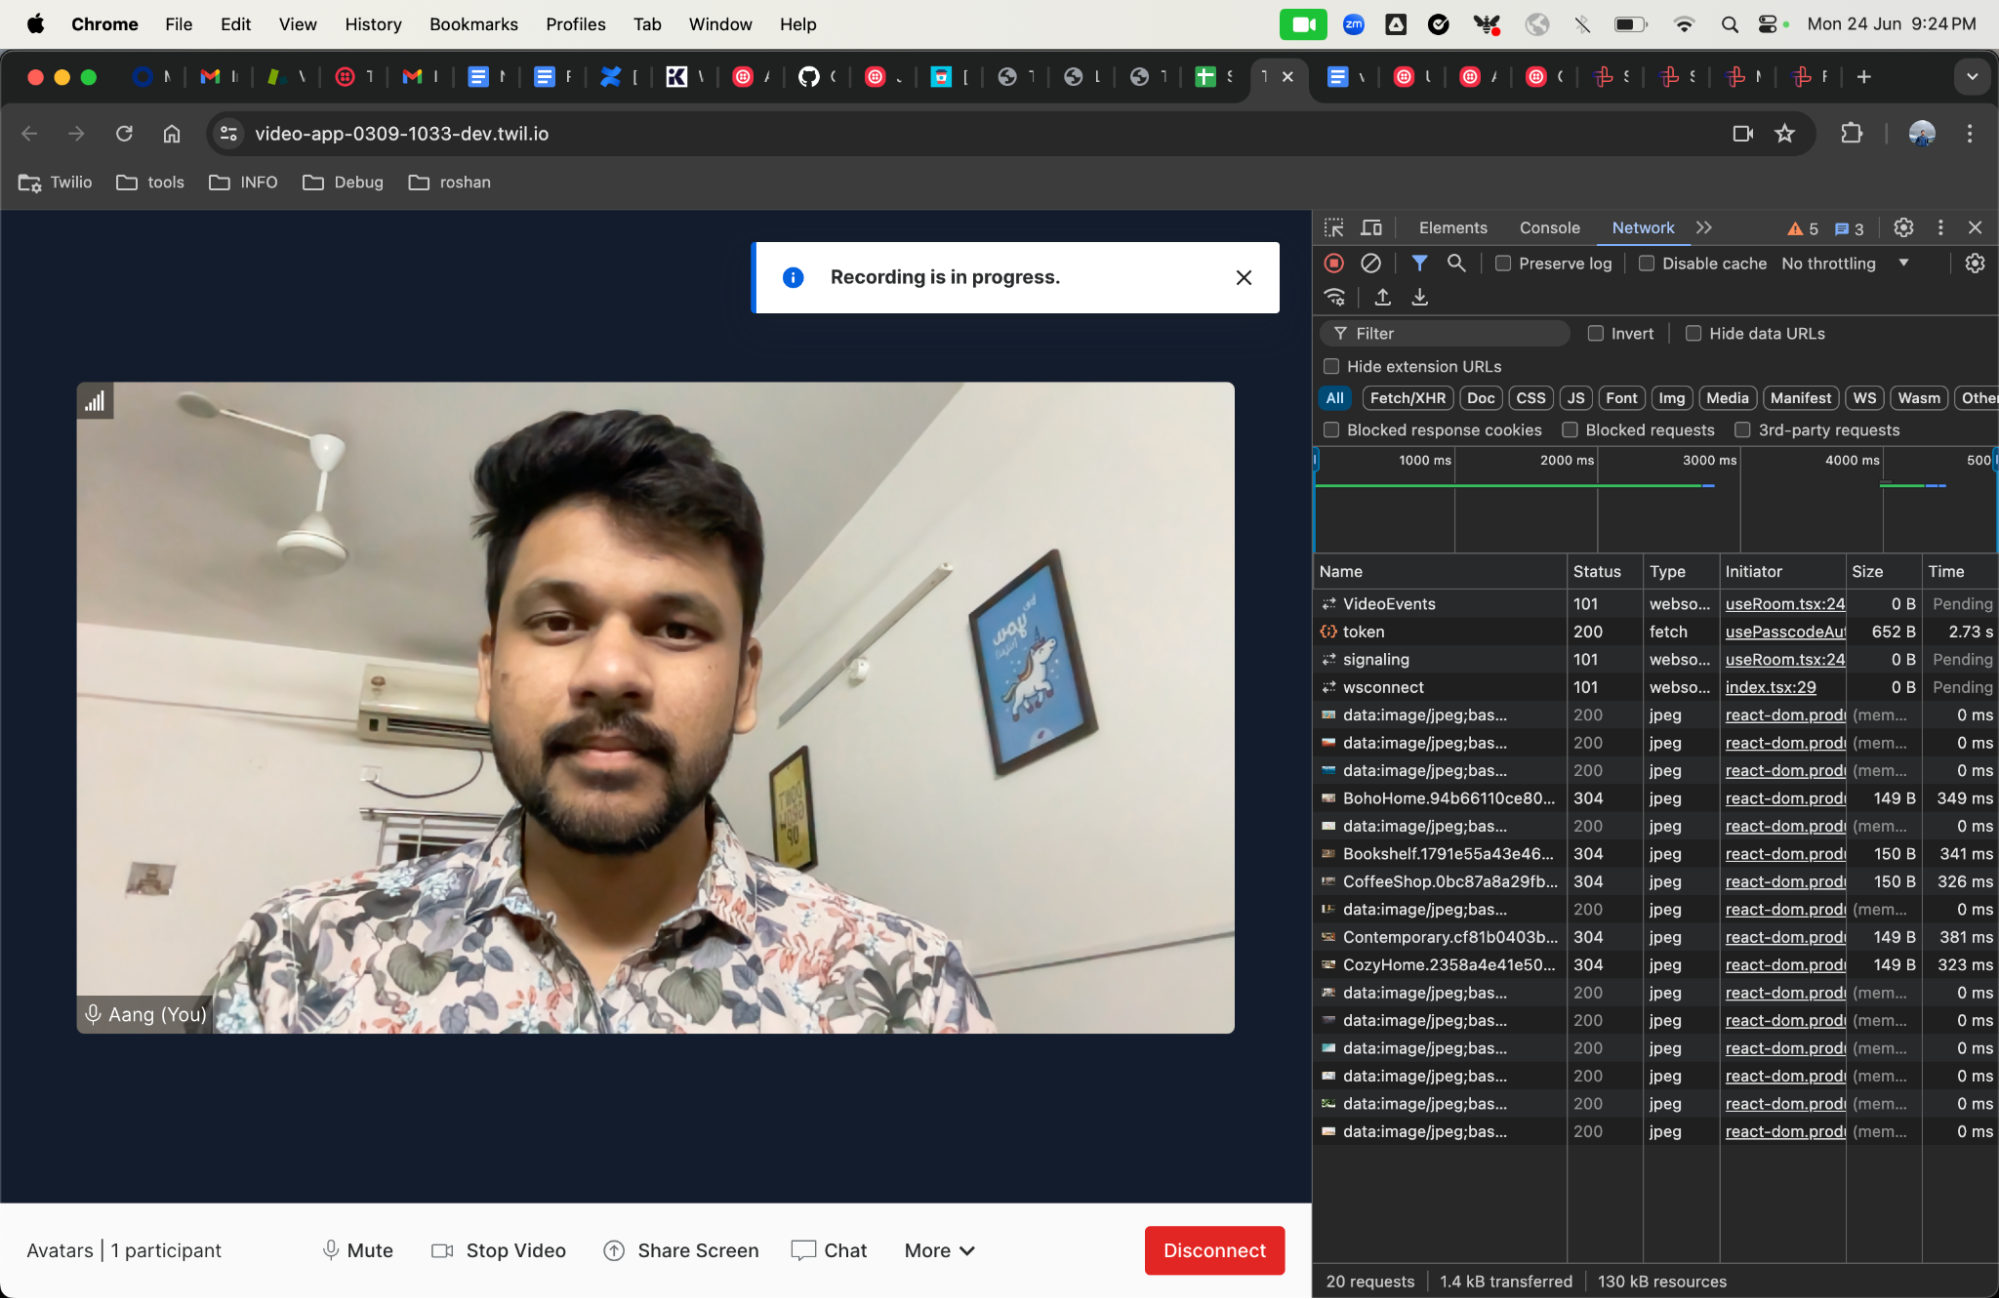 Chrome File Edit View History Bookmarks Profiles Tab Window Help zm Mon 24 Jun 9:24 PM
video-app-0309-1033-dev.twil.io
Twilio tools INFO Debug roshan
Elements Console Network 5 3
Preserve log Disable cache No throttling
Filter Invert Hide data URLs
Hide extension URLs
All Fetch/XHR Doc CSS JS Font Img Media Manifest WS Wasm Other
Blocked response cookies Blocked requests 3rd-party requests
1000 ms 2000 ms 3000 ms 4000 ms 500
Name Status Type Initiator Size Time
VideoEvents 101 webso... useRoom.tsx:24 0 B Pending
token 200 fetch usePasscodeAut 652 B 2.73 s
signaling 101 webso... useRoom.tsx:24 0 B Pending
wsconnect 101 webso... index.tsx:29 0 B Pending
data:image/jpeg;bas... 200 jpeg react-dom.prod (mem... 0 ms
data:image/jpeg;bas... 200 jpeg react-dom.prod (mem... 0 ms
data:image/jpeg;bas... 200 jpeg react-dom.prod (mem... 0 ms
BohoHome.94b66110ce80... 304 jpeg react-dom.prod 149 B 349 ms
data:image/jpeg;bas... 200 jpeg react-dom.prod (mem... 0 ms
Bookshelf.1791e55a43e46... 304 jpeg react-dom.prod 150 B 341 ms
CoffeeShop.0bc87a8a29fb... 304 jpeg react-dom.prod 150 B 326 ms
data:image/jpeg;bas... 200 jpeg react-dom.prod (mem... 0 ms
Contemporary.cf81b0403b... 304 jpeg react-dom.prod 149 B 381 ms
CozyHome.2358a4e41e50... 304 jpeg react-dom.prod 149 B 323 ms
data:image/jpeg;bas... 200 jpeg react-dom.prod (mem... 0 ms
data:image/jpeg;bas... 200 jpeg react-dom.prod (mem... 0 ms
data:image/jpeg;bas... 200 jpeg react-dom.prod (mem... 0 ms
data:image/jpeg;bas... 200 jpeg react-dom.prod (mem... 0 ms
data:image/jpeg;bas... 200 jpeg react-dom.prod (mem... 0 ms
data:image/jpeg;bas... 200 jpeg react-dom.prod (mem... 0 ms
20 requests 1.4 kB transferred 130 kB resources
Recording is in progress.
Aang (You)
Avatars | 1 participant Mute Stop Video Share Screen Chat More Disconnect